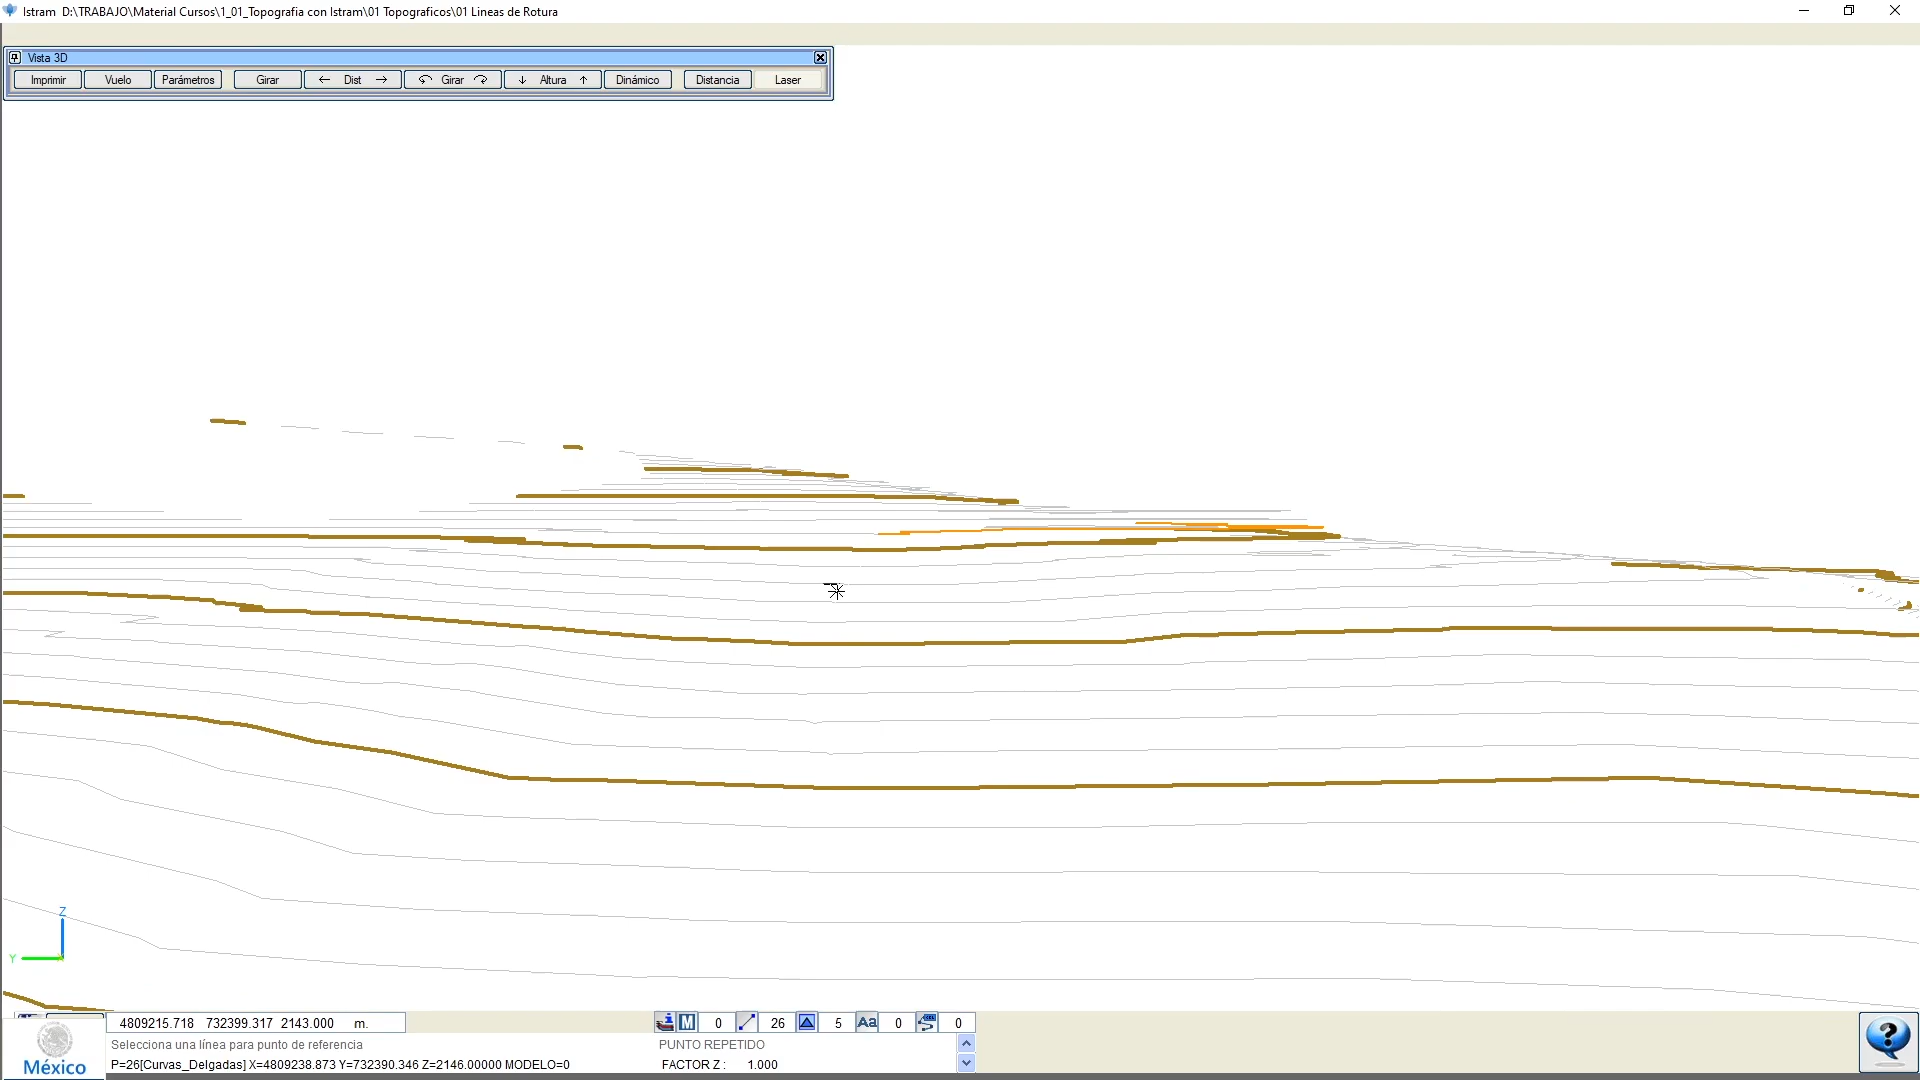 Istram D:\TRABAJO\Material Cursos\1_01_Topografia con Istram\01 Topograficos\01 Lineas de Rotura
Vista 3D
Imprimir Vuelo Parámetros Girar ← Dist → Girar ↓ Altura ↑ Dinámico Distancia Laser
Z
Y
4809215.718 732399.317 2143.000 m. M 0 26 5 Aa 0 0
Selecciona una línea para punto de referencia PUNTO REPETIDO
P=26[Curvas_Delgadas] X=4809238.873 Y=732390.346 Z=2146.00000 MODELO=0 FACTOR Z : 1.000
México